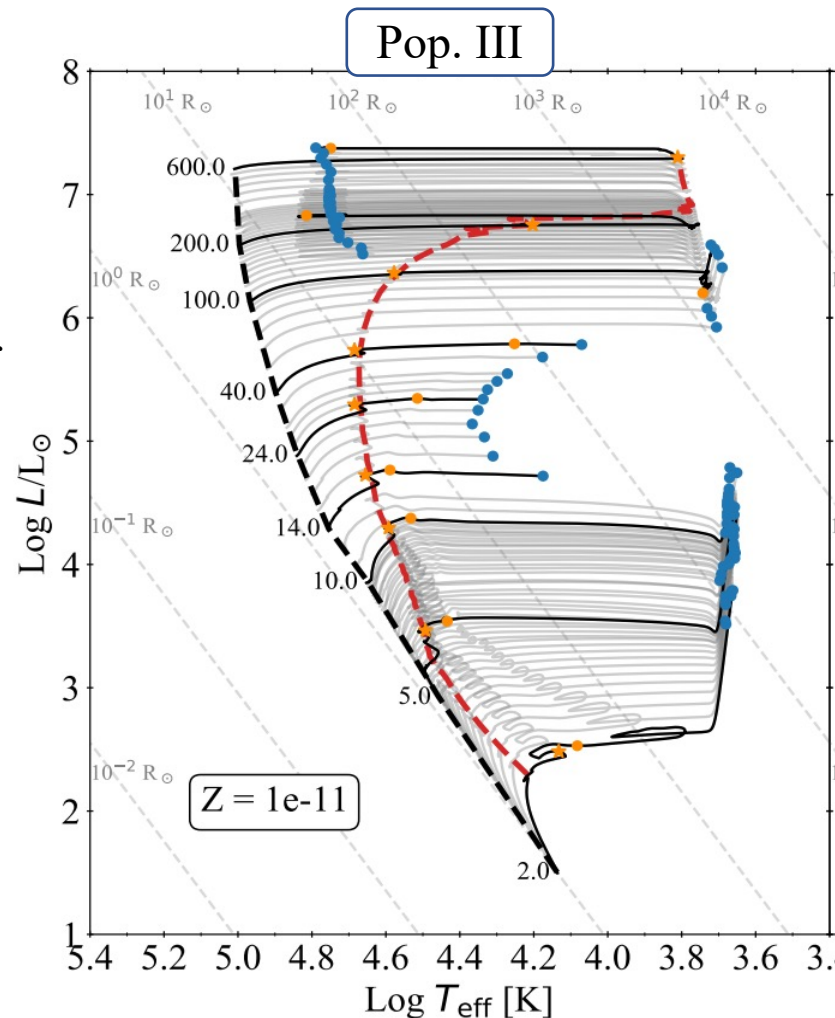 Pop. III
8
10¹ R⊙ 10² R⊙ 10³ R⊙ 10⁴ R⊙
600.0
7
200.0
10⁰ R⊙
100.0
6
40.0
5
24.0
10⁻¹ R⊙
14.0
4
10.0
3
5.0
10⁻² R⊙
Z = 1e-11
2
2.0
1
5.4 5.2 5.0 4.8 4.6 4.4 4.2 4.0 3.8 3.6
Log L/L⊙
Log Teff [K]